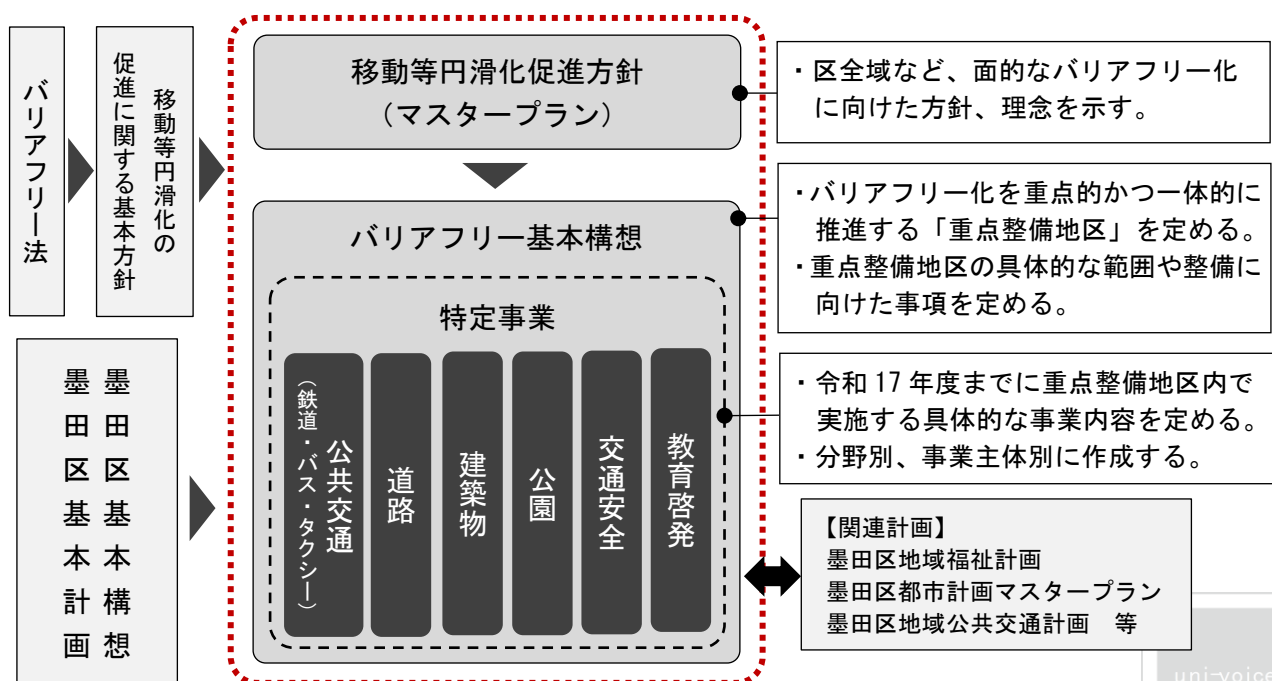 バリアフリー法
移動等円滑化の
促進に関する基本方針
墨田区基本構想
墨田区基本計画
移動等円滑化促進方針
（マスタープラン）
バリアフリー基本構想
特定事業
公共交通
（鉄道・バス・タクシー）
道路
建築物
公園
交通安全
教育啓発
・区全域など、面的なバリアフリー化
に向けた方針、理念を示す。
・バリアフリー化を重点的かつ一体的に
推進する「重点整備地区」を定める。
・重点整備地区の具体的な範囲や整備に
向けた事項を定める。
・令和17年度までに重点整備地区内で
実施する具体的な事業内容を定める。
・分野別、事業主体別に作成する。
【関連計画】
墨田区地域福祉計画
墨田区都市計画マスタープラン
墨田区地域公共交通計画　等
uni-voice